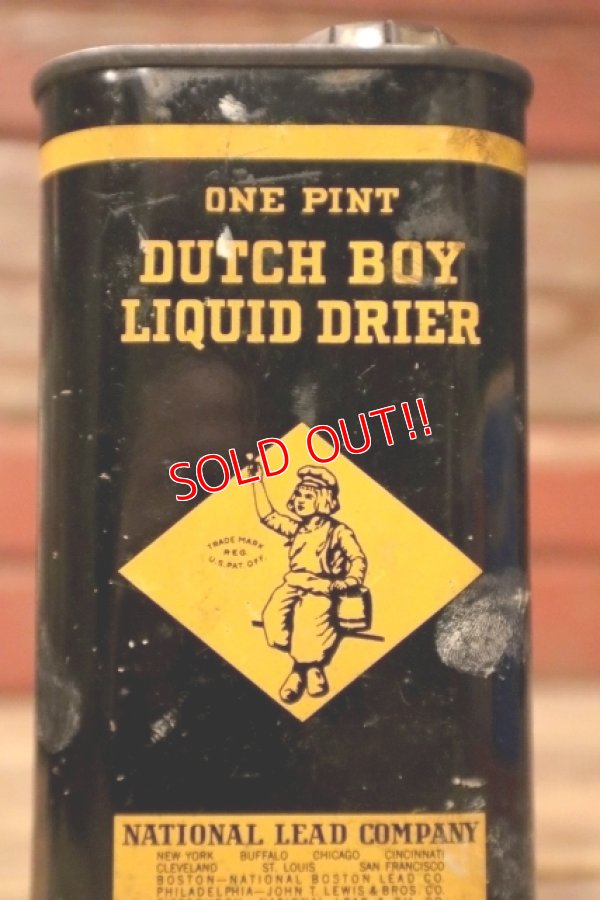 ONE PINT
DUTCH BOY
LIQUID DRIER
SOLD OUT!!
TRADE MARK
REG.
U.S. PAT. OFF.
NATIONAL LEAD COMPANY
NEW YORK BUFFALO CHICAGO CINCINNATI
CLEVELAND ST. LOUIS SAN FRANCISCO
BOSTON—NATIONAL BOSTON LEAD CO.
PHILADELPHIA—JOHN T. LEWIS & BROS. CO.